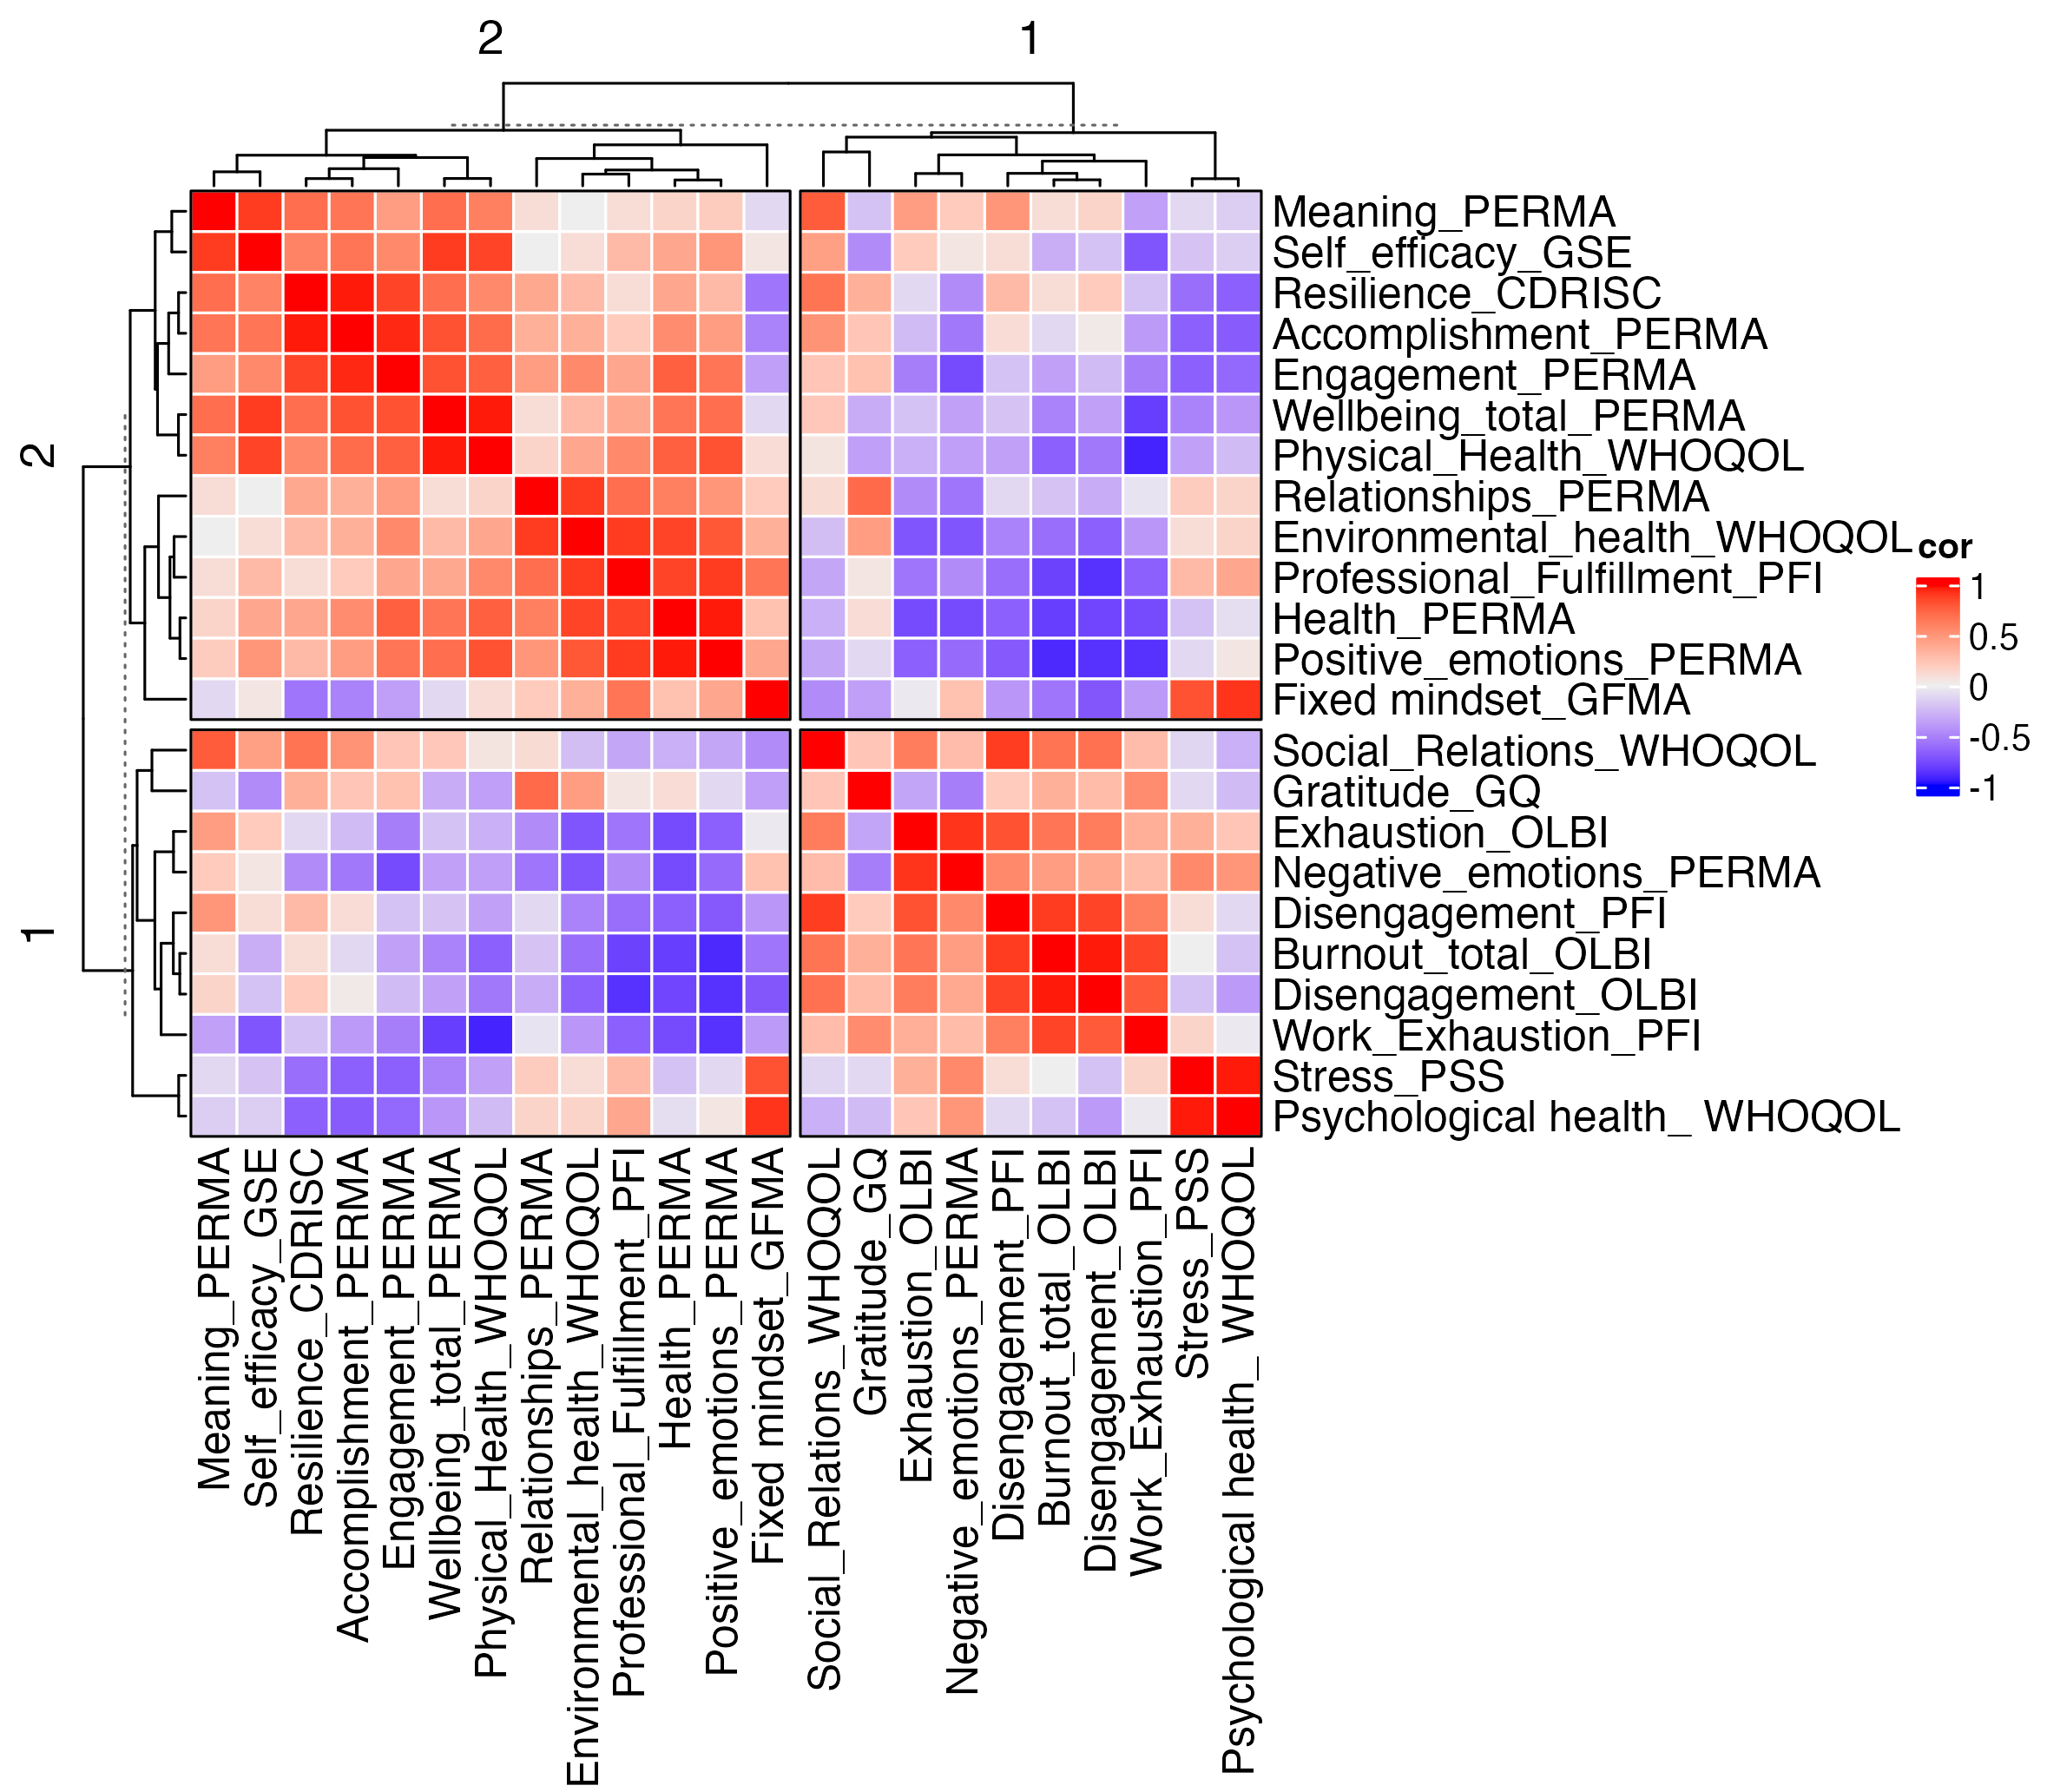 2
1
2
1
Meaning_PERMA
Self_efficacy_GSE
Resilience_CDRISC
Accomplishment_PERMA
Engagement_PERMA
Wellbeing_total_PERMA
Physical_Health_WHOQOL
Relationships_PERMA
Environmental_health_WHOQOL
Professional_Fulfillment_PFI
Health_PERMA
Positive_emotions_PERMA
Fixed mindset_GFMA
Social_Relations_WHOQOL
Gratitude_GQ
Exhaustion_OLBI
Negative_emotions_PERMA
Disengagement_PFI
Burnout_total_OLBI
Disengagement_OLBI
Work_Exhaustion_PFI
Stress_PSS
Psychological health_ WHOQOL
cor
1
0.5
0
-0.5
-1
Meaning_PERMA
Self_efficacy_GSE
Resilience_CDRISC
Accomplishment_PERMA
Engagement_PERMA
Wellbeing_total_PERMA
Physical_Health_WHOQOL
Relationships_PERMA
Environmental_health_WHOQOL
Professional_Fulfillment_PFI
Health_PERMA
Positive_emotions_PERMA
Fixed mindset_GFMA
Social_Relations_WHOQOL
Gratitude_GQ
Exhaustion_OLBI
Negative_emotions_PERMA
Disengagement_PFI
Burnout_total_OLBI
Disengagement_OLBI
Work_Exhaustion_PFI
Stress_PSS
Psychological health_ WHOQOL